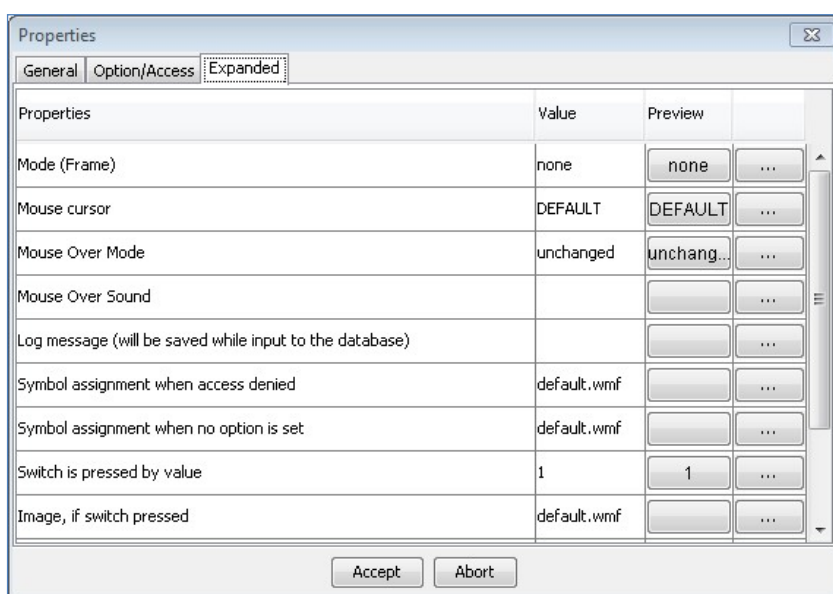 Properties
General Option/Access Expanded
Properties Value Preview
Mode (Frame) none none ...
Mouse cursor DEFAULT DEFAULT ...
Mouse Over Mode unchanged unchang... ...
Mouse Over Sound ...
Log message (will be saved while input to the database) ...
Symbol assignment when access denied default.wmf ...
Symbol assignment when no option is set default.wmf ...
Switch is pressed by value 1 1 ...
Image, if switch pressed default.wmf ...
Accept Abort